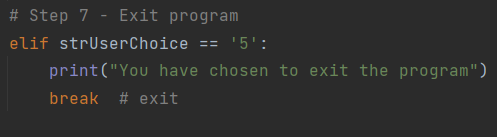 # Step 7 - Exit program
elif strUserChoice == '5':
    print("You have chosen to exit the program")
    break  # exit